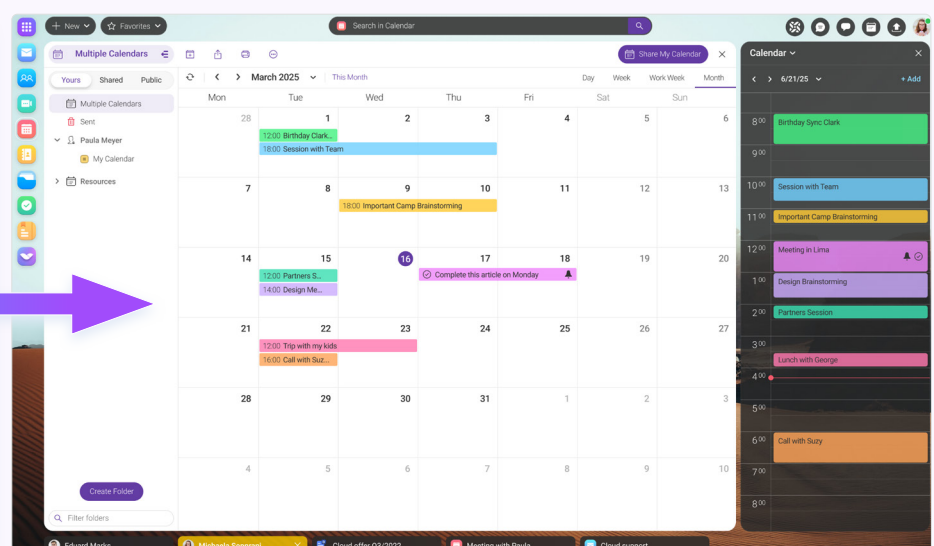 New
Favorites
Search in Calendar
Multiple Calendars
Share My Calendar
Calendar
Yours Shared Public
March 2025 This Month
Day Week Work Week Month
6/21/25 + Add
Multiple Calendars
Sent
Paula Meyer
My Calendar
Resources
Create Folder
Filter folders
Mon Tue Wed Thu Fri Sat Sun
28 1 2 3 4 5 6
12:00 Birthday Clark...
18:00 Session with Team
7 8 9 10 11 12 13
18:00 Important Camp Brainstorming
14 15 16 17 18 19 20
12:00 Partners S...
Complete this article on Monday
14:00 Design Me...
21 22 23 24 25 26 27
12:00 Trip with my kids
16:00 Call with Suz...
28 29 30 31 1 2 3
4 5 6 7 8 9 10
8 00 Birthday Sync Clark
9 00
10 00 Session with Team
11 00 Important Camp Brainstorming
12 00 Meeting in Lima
1 00 Design Brainstorming
2 00 Partners Session
3 00
Lunch with George
4 00
5 00
6 00 Call with Suzy
7 00
8 00
Eduard Marks
Cloud offer Q3/2022
Meeting with Paula
Cloud support